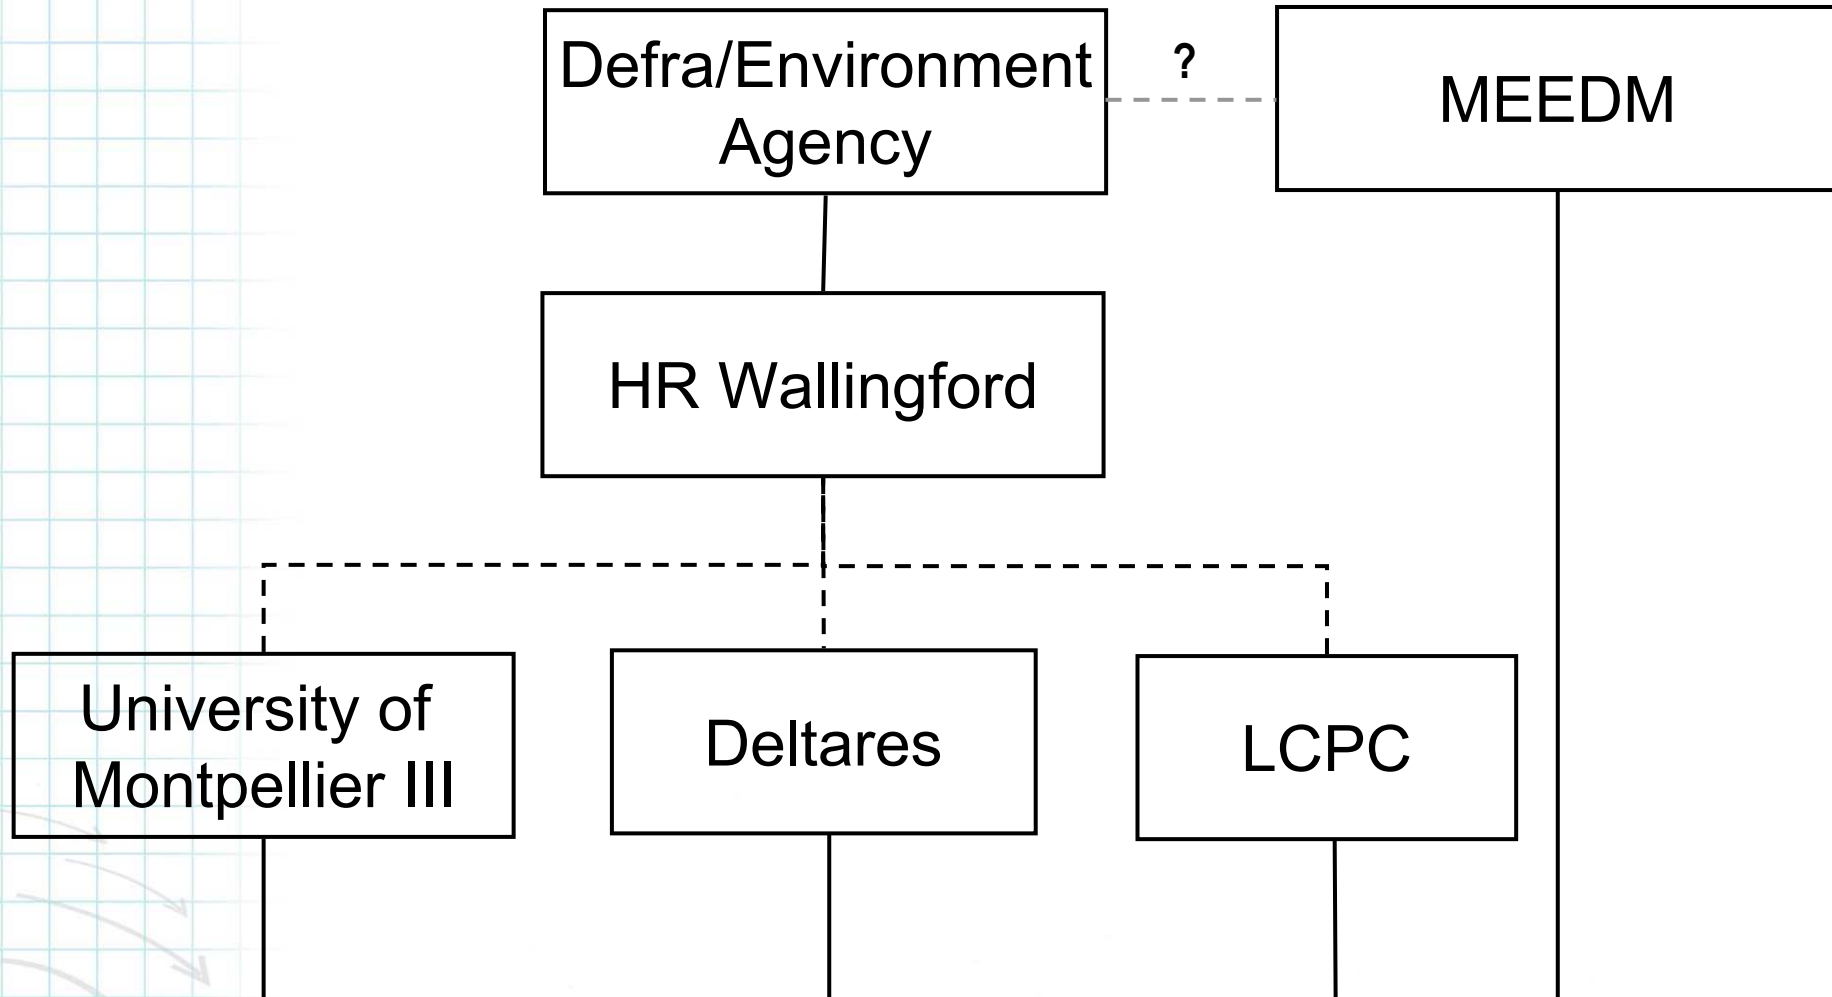 Defra/Environment
Agency
?
MEEDM
HR Wallingford
University of
Montpellier III
Deltares
LCPC